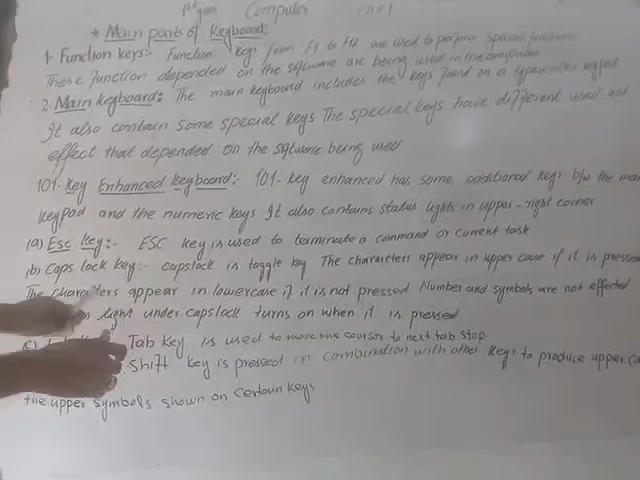 1st year Computer
* Main parts of Keyboard:
1- Function keys:- Function keys from F1 to F12 are used to perform special functions
These function depended on the software are being used in the computer
2- Main keyboard: The main keyboard includes the keys found on a typewriter keypad
It also contain some special keys The special keys have different uses and
effect that depended on the software being used
101-key Enhanced keyboard: 101-key enhanced has some additional keys b/w the main
keypad and the numeric keys It also contains status lights in upper-right corner
(a) Esc key:- ESC key is used to terminate a command or current task
(b) Caps lock key:- capslock is toggle key The characters appear in upper case if it is pressed
The characters appear in lowercase if it is not pressed Number and symbols are not effected
light under capslock turns on when it is pressed
(c) Tab key is used to move the cursor to next tab stop
Shift key is pressed in combination with other keys to produce upper
the upper symbols shown on certain keys